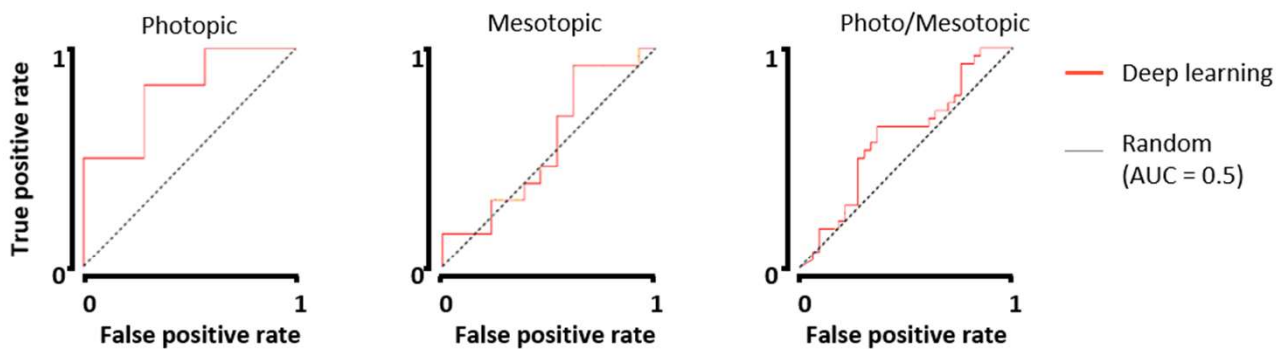 Photopic
Mesotopic
Photo/Mesotopic
True positive rate
1
0
0
1
False positive rate
1
0
0
1
False positive rate
1
0
0
1
False positive rate
Deep learning
Random
(AUC = 0.5)